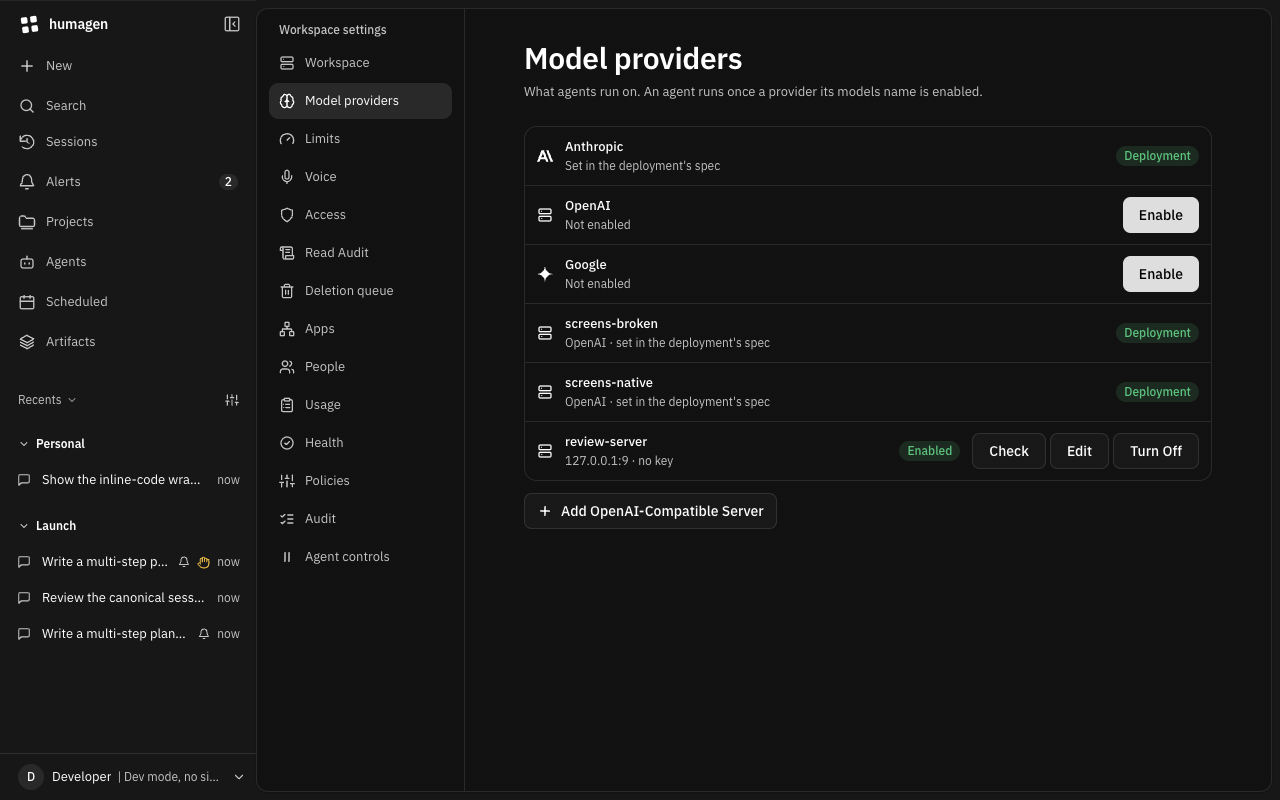 humagen
New
Search
Sessions
Alerts
2
Projects
Agents
Scheduled
Artifacts
Recents
Personal
Show the inline-code wra...
now
Launch
Write a multi-step p...
now
Review the canonical sess...
now
Write a multi-step plan...
now
D
Developer
| Dev mode, no si...
Workspace settings
Workspace
Model providers
Limits
Voice
Access
Read Audit
Deletion queue
Apps
People
Usage
Health
Policies
Audit
Agent controls
Model providers
What agents run on. An agent runs once a provider its models name is enabled.
Anthropic
Set in the deployment's spec
Deployment
OpenAI
Not enabled
Enable
Google
Not enabled
Enable
screens-broken
OpenAI · set in the deployment's spec
Deployment
screens-native
OpenAI · set in the deployment's spec
Deployment
review-server
127.0.0.1:9 · no key
Enabled
Check
Edit
Turn Off
Add OpenAI-Compatible Server